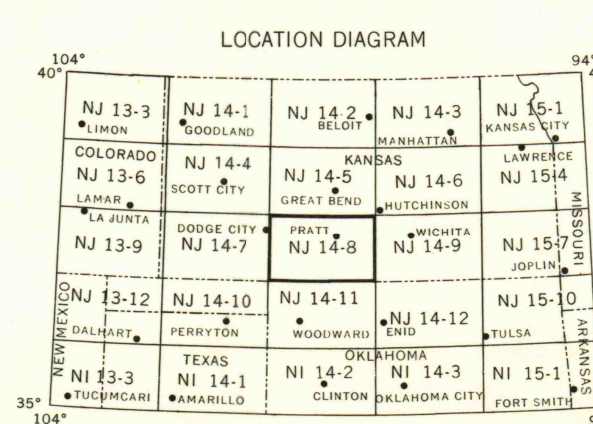 LOCATION DIAGRAM
104° 94°
40°
NJ 13-3 NJ 14-1 NJ 14-2 NJ 14-3 NJ 15-1
LIMON GOODLAND BELOIT MANHATTAN KANSAS CITY
COLORADO KANSAS LAWRENCE
NJ 13-6 NJ 14-4 NJ 14-5 NJ 14-6 NJ 15-4
LAMAR SCOTT CITY GREAT BEND HUTCHINSON MISSOURI
LA JUNTA DODGE CITY PRATT WICHITA
NJ 13-9 NJ 14-7 NJ 14-8 NJ 14-9 NJ 15-7
JOPLIN
NJ 13-12 NJ 14-10 NJ 14-11 NJ 14-12 NJ 15-10
NEW MEXICO DALHART PERRYTON WOODWARD ENID TULSA ARKANSAS
TEXAS OKLAHOMA
NI 13-3 NI 14-1 NI 14-2 NI 14-3 NI 15-1
TUCUMCARI AMARILLO CLINTON OKLAHOMA CITY FORT SMITH
35°
104°